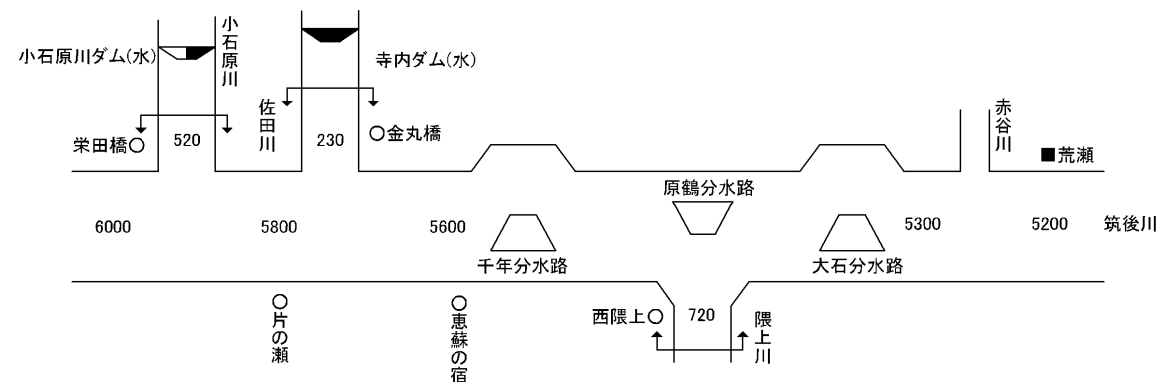 小石原川ダム(水)
小石原川
寺内ダム(水)
佐田川
赤谷川
栄田橋○
520
230
○金丸橋
■荒瀬
原鶴分水路
6000
5800
5600
5300
5200
筑後川
千年分水路
大石分水路
○片の瀬
○恵蘇の宿
西隈上○
720
隈上川